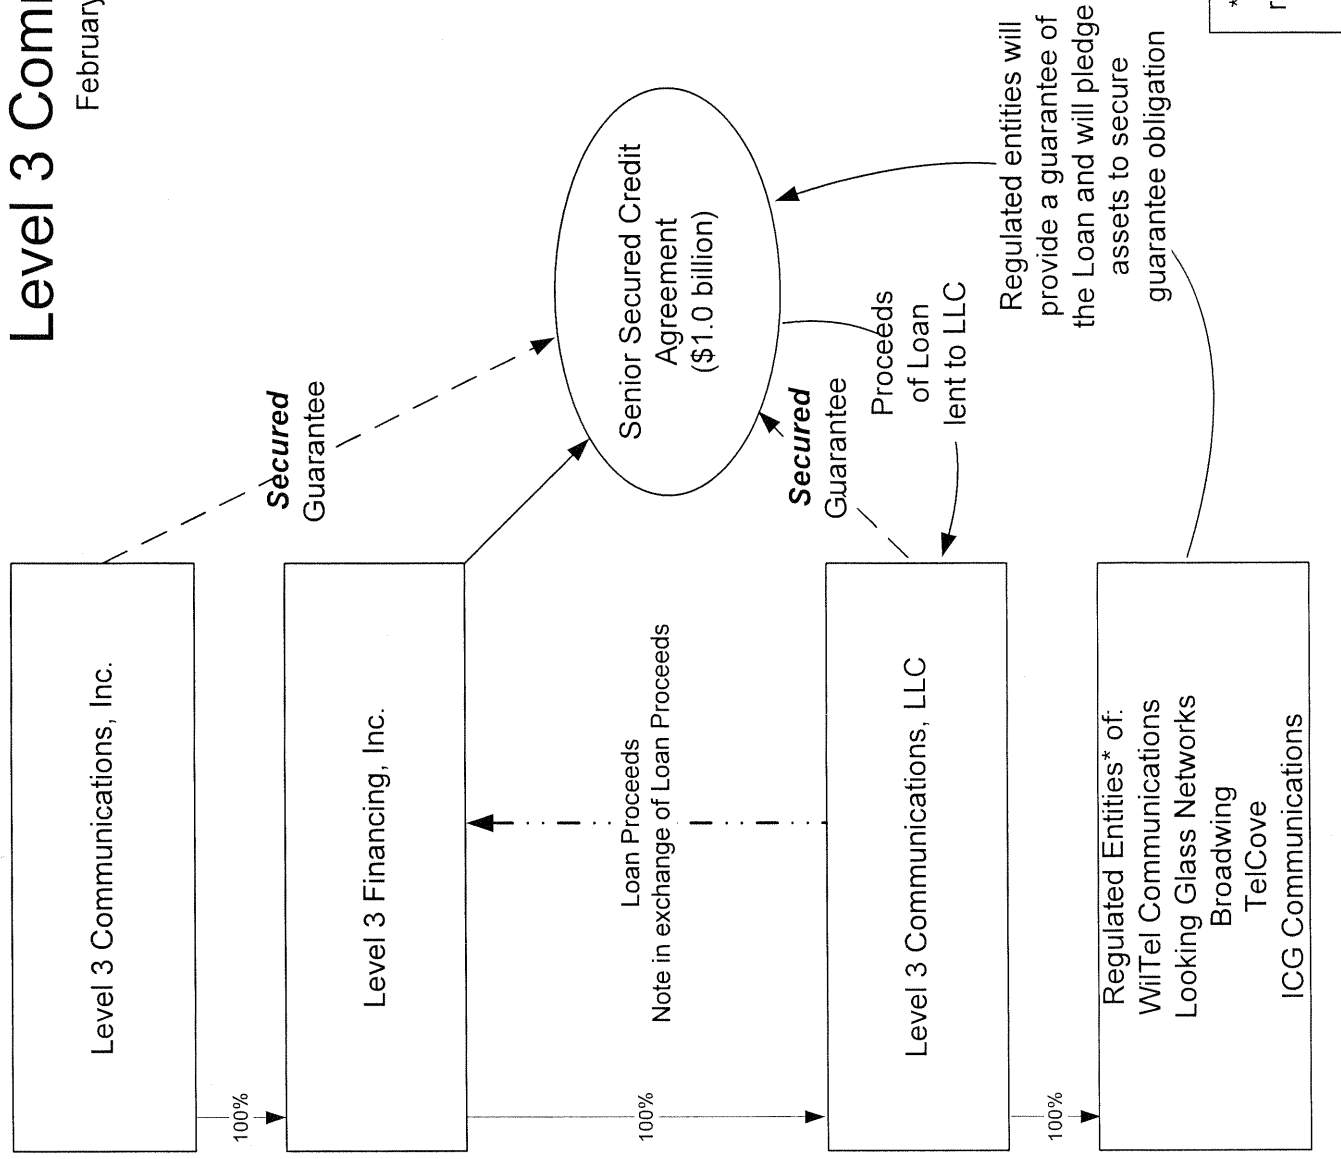 Level 3 Com
February
Level 3 Communications, Inc.
100%
Secured
Guarantee
Level 3 Financing, Inc.
Loan Proceeds
Note in exchange of Loan Proceeds
100%
Senior Secured Credit
Agreement
($1.0 billion)
Secured
Guarantee
Proceeds
of Loan
lent to LLC
Level 3 Communications, LLC
100%
Regulated entities will
provide a guarantee of
the Loan and will pledge
assets to secure
guarantee obligation
Regulated Entities* of:
WilTel Communications
Looking Glass Networks
Broadwing
TelCove
ICG Communications
*
r